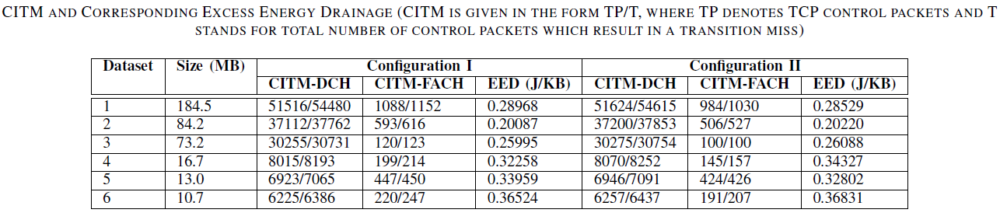 CITM AND CORRESPONDING EXCESS ENERGY DRAINAGE (CITM IS GIVEN IN THE FORM TP/T, WHERE TP DENOTES TCP CONTROL PACKETS AND T
STANDS FOR TOTAL NUMBER OF CONTROL PACKETS WHICH RESULT IN A TRANSITION MISS)
Dataset Size (MB) Configuration I Configuration II
CITM-DCH CITM-FACH EED (J/KB) CITM-DCH CITM-FACH EED (J/KB)
1 184.5 51516/54480 1088/1152 0.28968 51624/54615 984/1030 0.28529
2 84.2 37112/37762 593/616 0.20087 37200/37853 506/527 0.20220
3 73.2 30255/30731 120/123 0.25995 30275/30754 100/100 0.26088
4 16.7 8015/8193 199/214 0.32258 8070/8252 145/157 0.34327
5 13.0 6923/7065 447/450 0.33959 6946/7091 424/426 0.32802
6 10.7 6225/6386 220/247 0.36524 6257/6437 191/207 0.36831